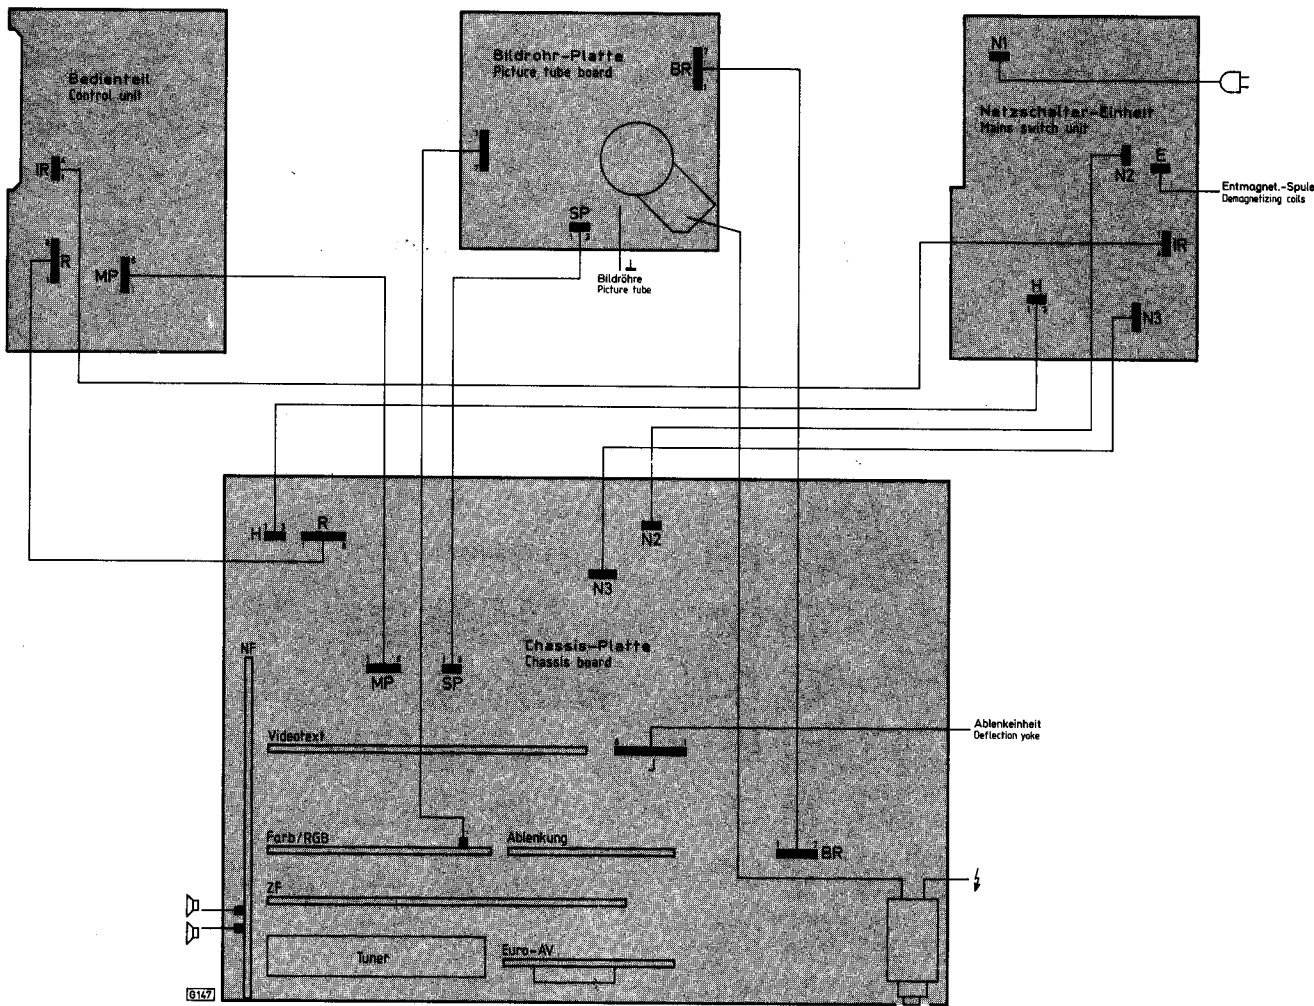 Bedienteil
Control unit
IR
R
MP
Bildrohr-Platte
Picture tube board
BR
SP
Bildröhre
Picture tube
N1
Netzschalter-Einheit
Mains switch unit
N2
E
Entmagnet.-Spule
Demagnetizing coils
IR
H
N3
H
R
N2
N3
Chassis-Platte
Chassis board
NF
MP
SP
Videotext
Ablenkeinheit
Deflection yoke
Farb/RGB
Ablenkung
BR
ZF
Tuner
Euro-AV
G147